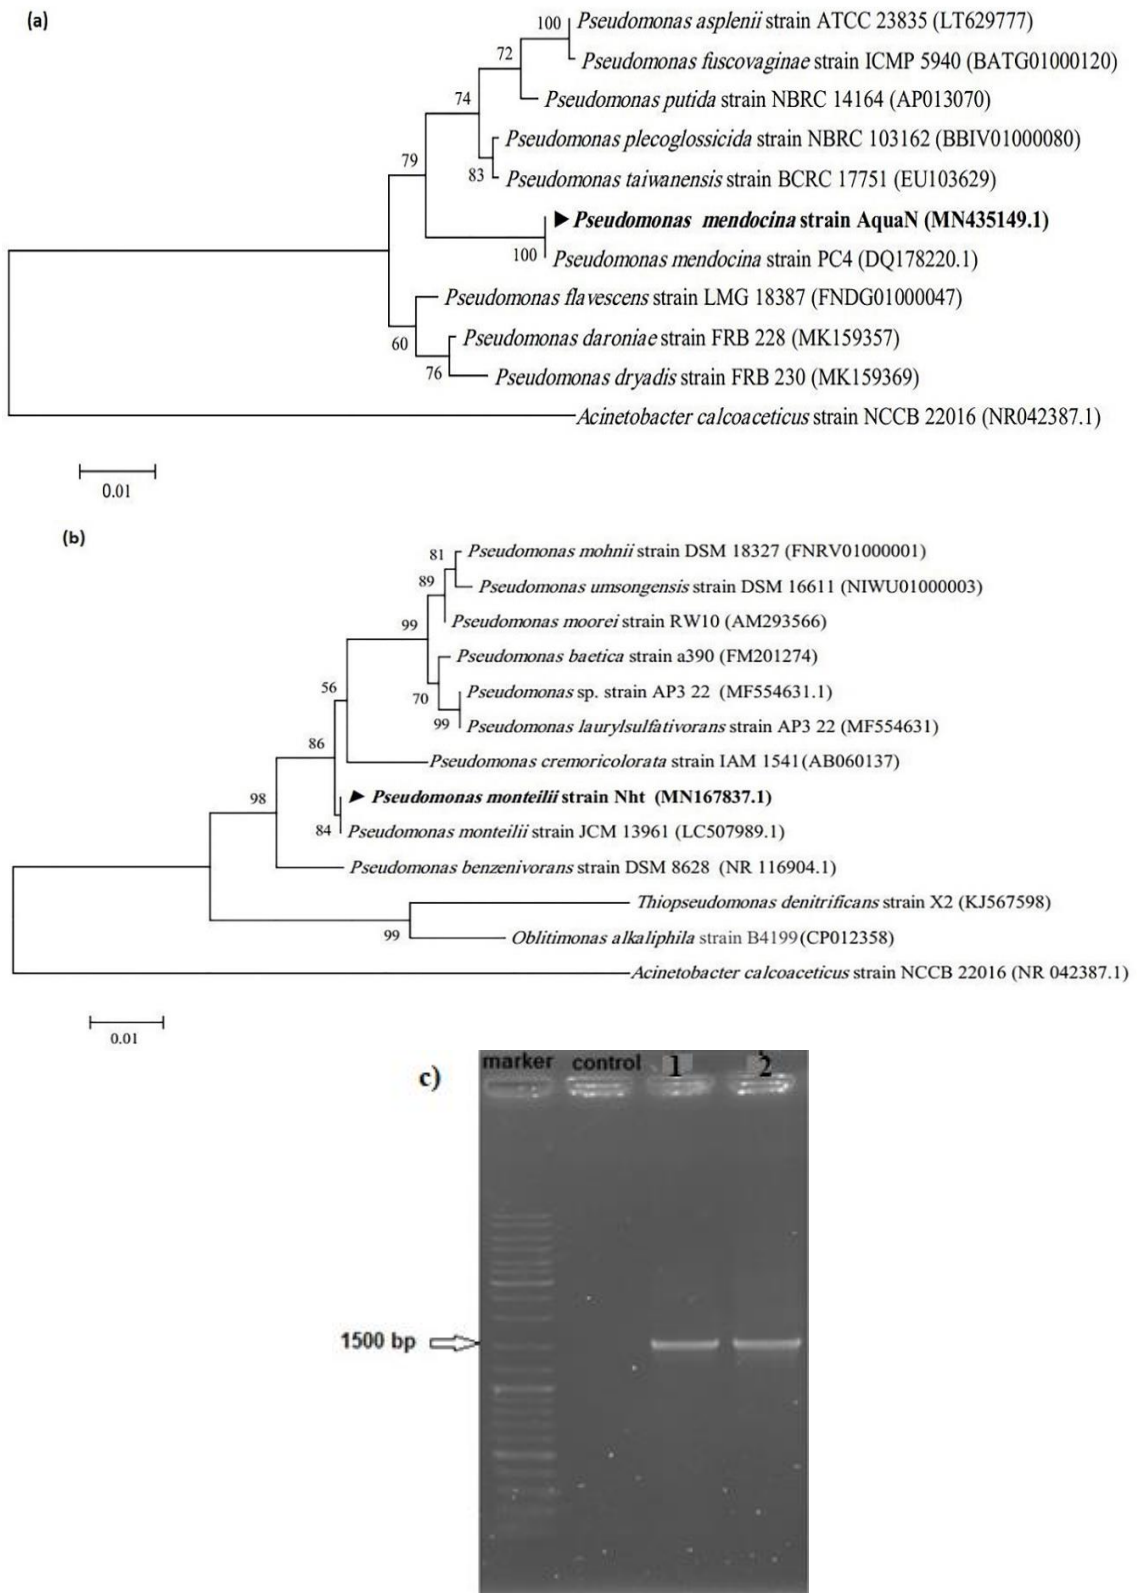 (a)
100
Pseudomonas asplenii strain ATCC 23835 (LT629777)
72
Pseudomonas fuscovaginae strain ICMP 5940 (BATG01000120)
74
Pseudomonas putida strain NBRC 14164 (AP013070)
Pseudomonas plecoglossicida strain NBRC 103162 (BBIV01000080)
79
83
Pseudomonas taiwanensis strain BCRC 17751 (EU103629)
Pseudomonas mendocina strain AquaN (MN435149.1)
100
Pseudomonas mendocina strain PC4 (DQ178220.1)
Pseudomonas flavescens strain LMG 18387 (FNDG01000047)
60
Pseudomonas daroniae strain FRB 228 (MK159357)
76
Pseudomonas dryadis strain FRB 230 (MK159369)
Acinetobacter calcoaceticus strain NCCB 22016 (NR042387.1)
0.01
(b)
81
Pseudomonas mohnii strain DSM 18327 (FNRV01000001)
89
Pseudomonas umsongensis strain DSM 16611 (NIWU01000003)
99
Pseudomonas moorei strain RW10 (AM293566)
Pseudomonas baetica strain a390 (FM201274)
56
70
Pseudomonas sp. strain AP3 22 (MF554631.1)
99
Pseudomonas laurylsulfativorans strain AP3 22 (MF554631)
86
Pseudomonas cremoricolorata strain IAM 1541(AB060137)
98
Pseudomonas monteilii strain Nht (MN167837.1)
84
Pseudomonas monteilii strain JCM 13961 (LC507989.1)
Pseudomonas benzenivorans strain DSM 8628 (NR 116904.1)
Thiopseudomonas denitrificans strain X2 (KJ567598)
99
Oblitimonas alkaliphila strain B4199(CP012358)
Acinetobacter calcoaceticus strain NCCB 22016 (NR 042387.1)
0.01
c)
marker control 1 2
1500 bp